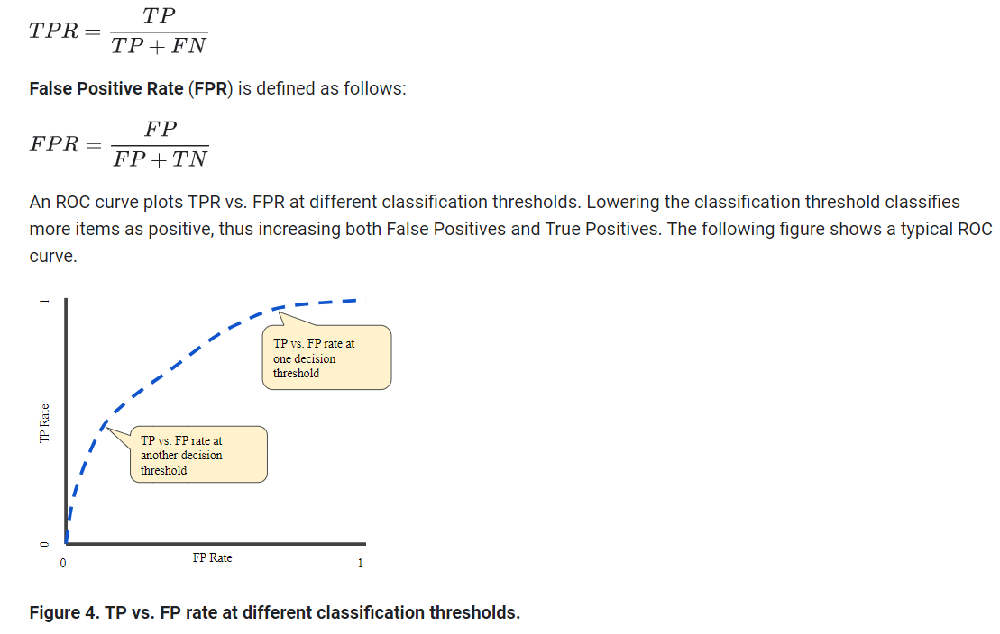 TPR = TP / (TP + FN)
False Positive Rate (FPR) is defined as follows:
FPR = FP / (FP + TN)
An ROC curve plots TPR vs. FPR at different classification thresholds. Lowering the classification threshold classifies
more items as positive, thus increasing both False Positives and True Positives. The following figure shows a typical ROC
curve.
1
TP vs. FP rate at
one decision
threshold
TP Rate
TP vs. FP rate at
another decision
threshold
0
0
FP Rate
1
Figure 4. TP vs. FP rate at different classification thresholds.